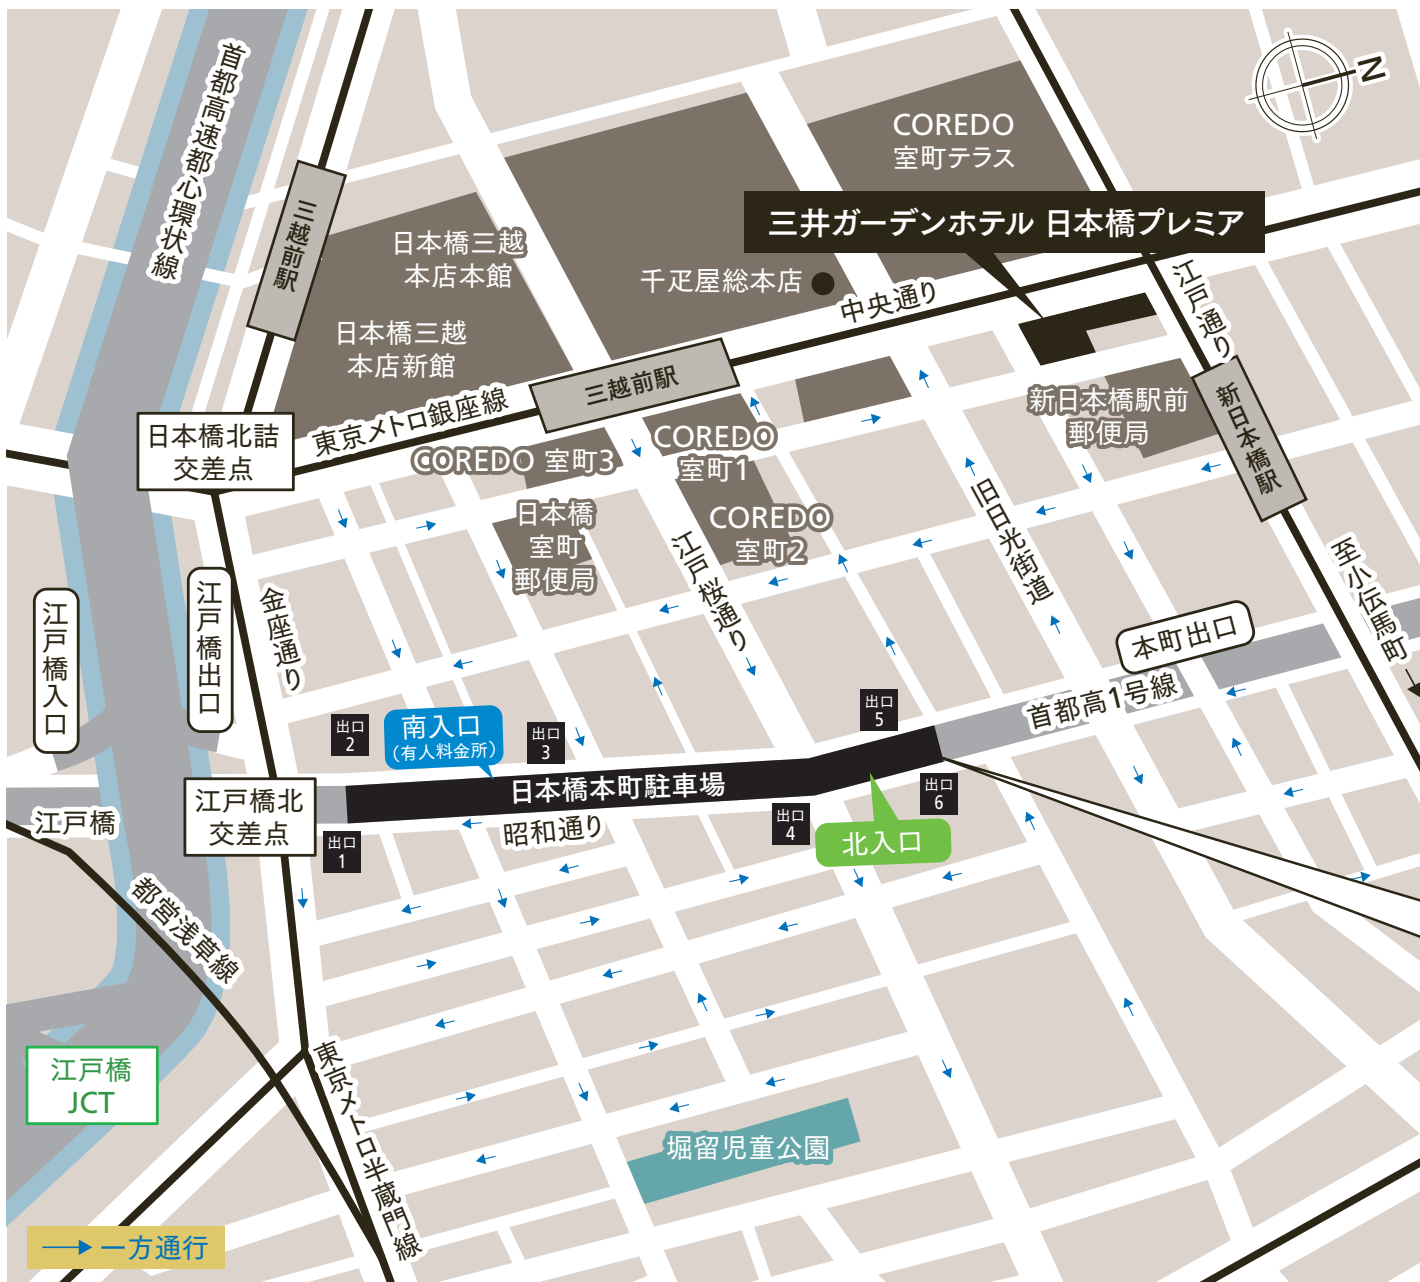 首都高速都心環状線
N
COREDO
室町テラス
三井ガーデンホテル 日本橋プレミア
三越前駅
日本橋三越
本店本館
千疋屋総本店
中央通り
江戸通り
日本橋三越
本店新館
三越前駅
東京メトロ銀座線
新日本橋駅前
郵便局
新日本橋駅
日本橋北詰
交差点
COREDO 室町3
COREDO
室町1
日本橋
室町
郵便局
COREDO
室町2
旧日光街道
江戸桜通り
至小伝馬町
江戸橋入口
江戸橋出口
金座通り
本町出口
首都高1号線
出口
2
南入口
(有人料金所)
出口
3
出口
5
日本橋本町駐車場
江戸橋北
交差点
江戸橋
昭和通り
出口
1
出口
4
出口
6
北入口
都営浅草線
江戸橋
JCT
東京メトロ半蔵門線
堀留児童公園
一方通行